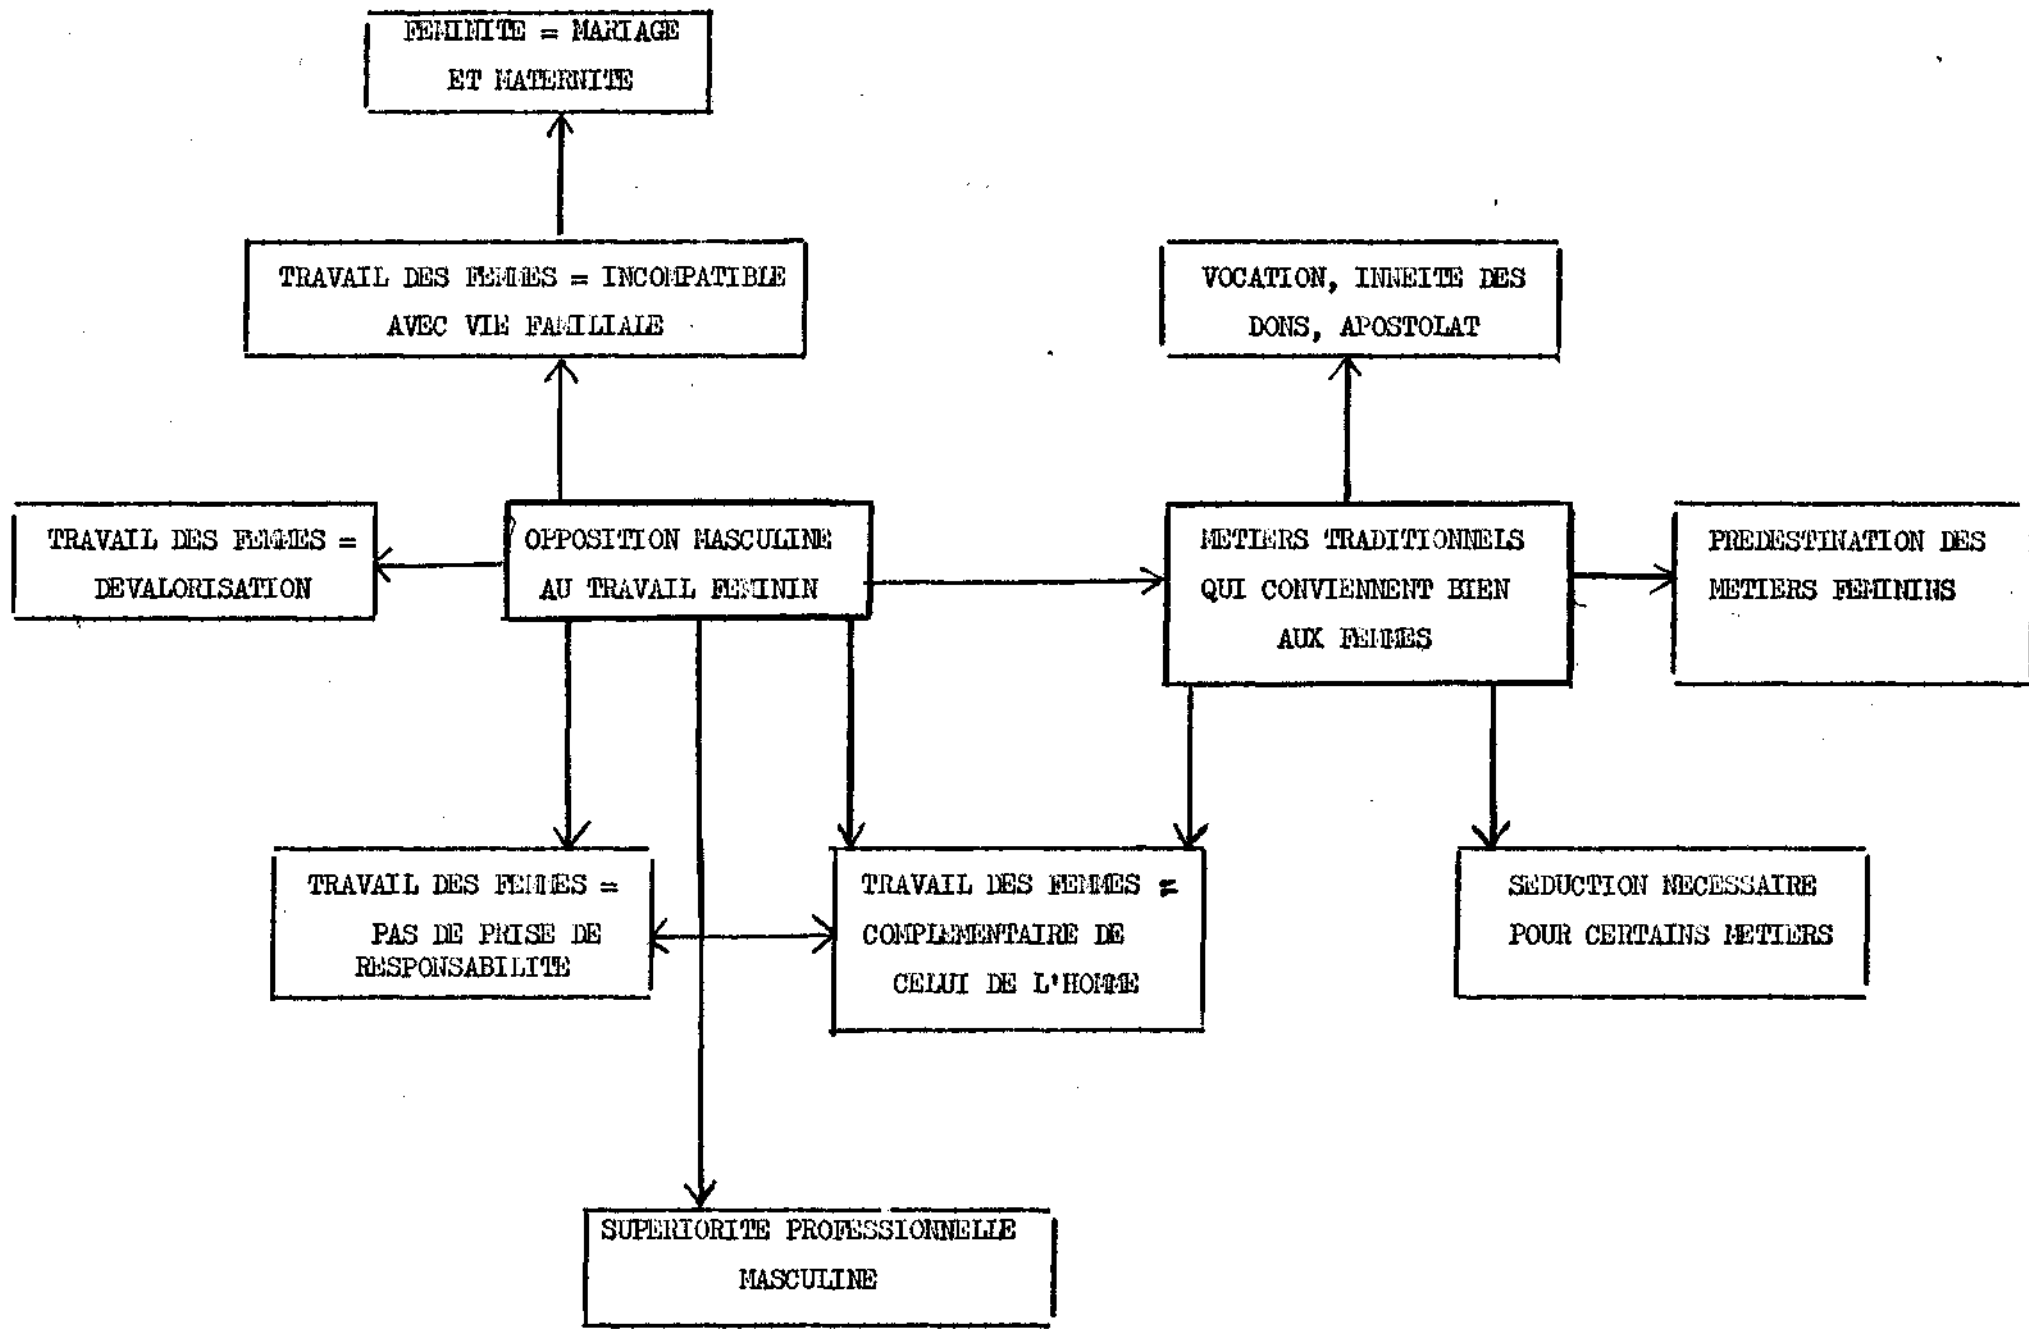 FEMINITE = MARIAGE
ET MATERNITE
TRAVAIL DES FEMMES = INCOMPATIBLE
AVEC VIE FAMILIALE
VOCATION, INNEITE DES
DONS, APOSTOLAT
TRAVAIL DES FEMMES =
DEVALORISATION
OPPOSITION MASCULINE
AU TRAVAIL FEMININ
METIERS TRADITIONNELS
QUI CONVIENNENT BIEN
AUX FEMMES
PREDESTINATION DES
METIERS FEMININS
TRAVAIL DES FEMMES =
PAS DE PRISE DE
RESPONSABILITE
TRAVAIL DES FEMMES =
COMPLEMENTAIRE DE
CELUI DE L'HOMME
SEDUCTION NECESSAIRE
POUR CERTAINS METIERS
SUPERIORITE PROFESSIONNELLE
MASCULINE